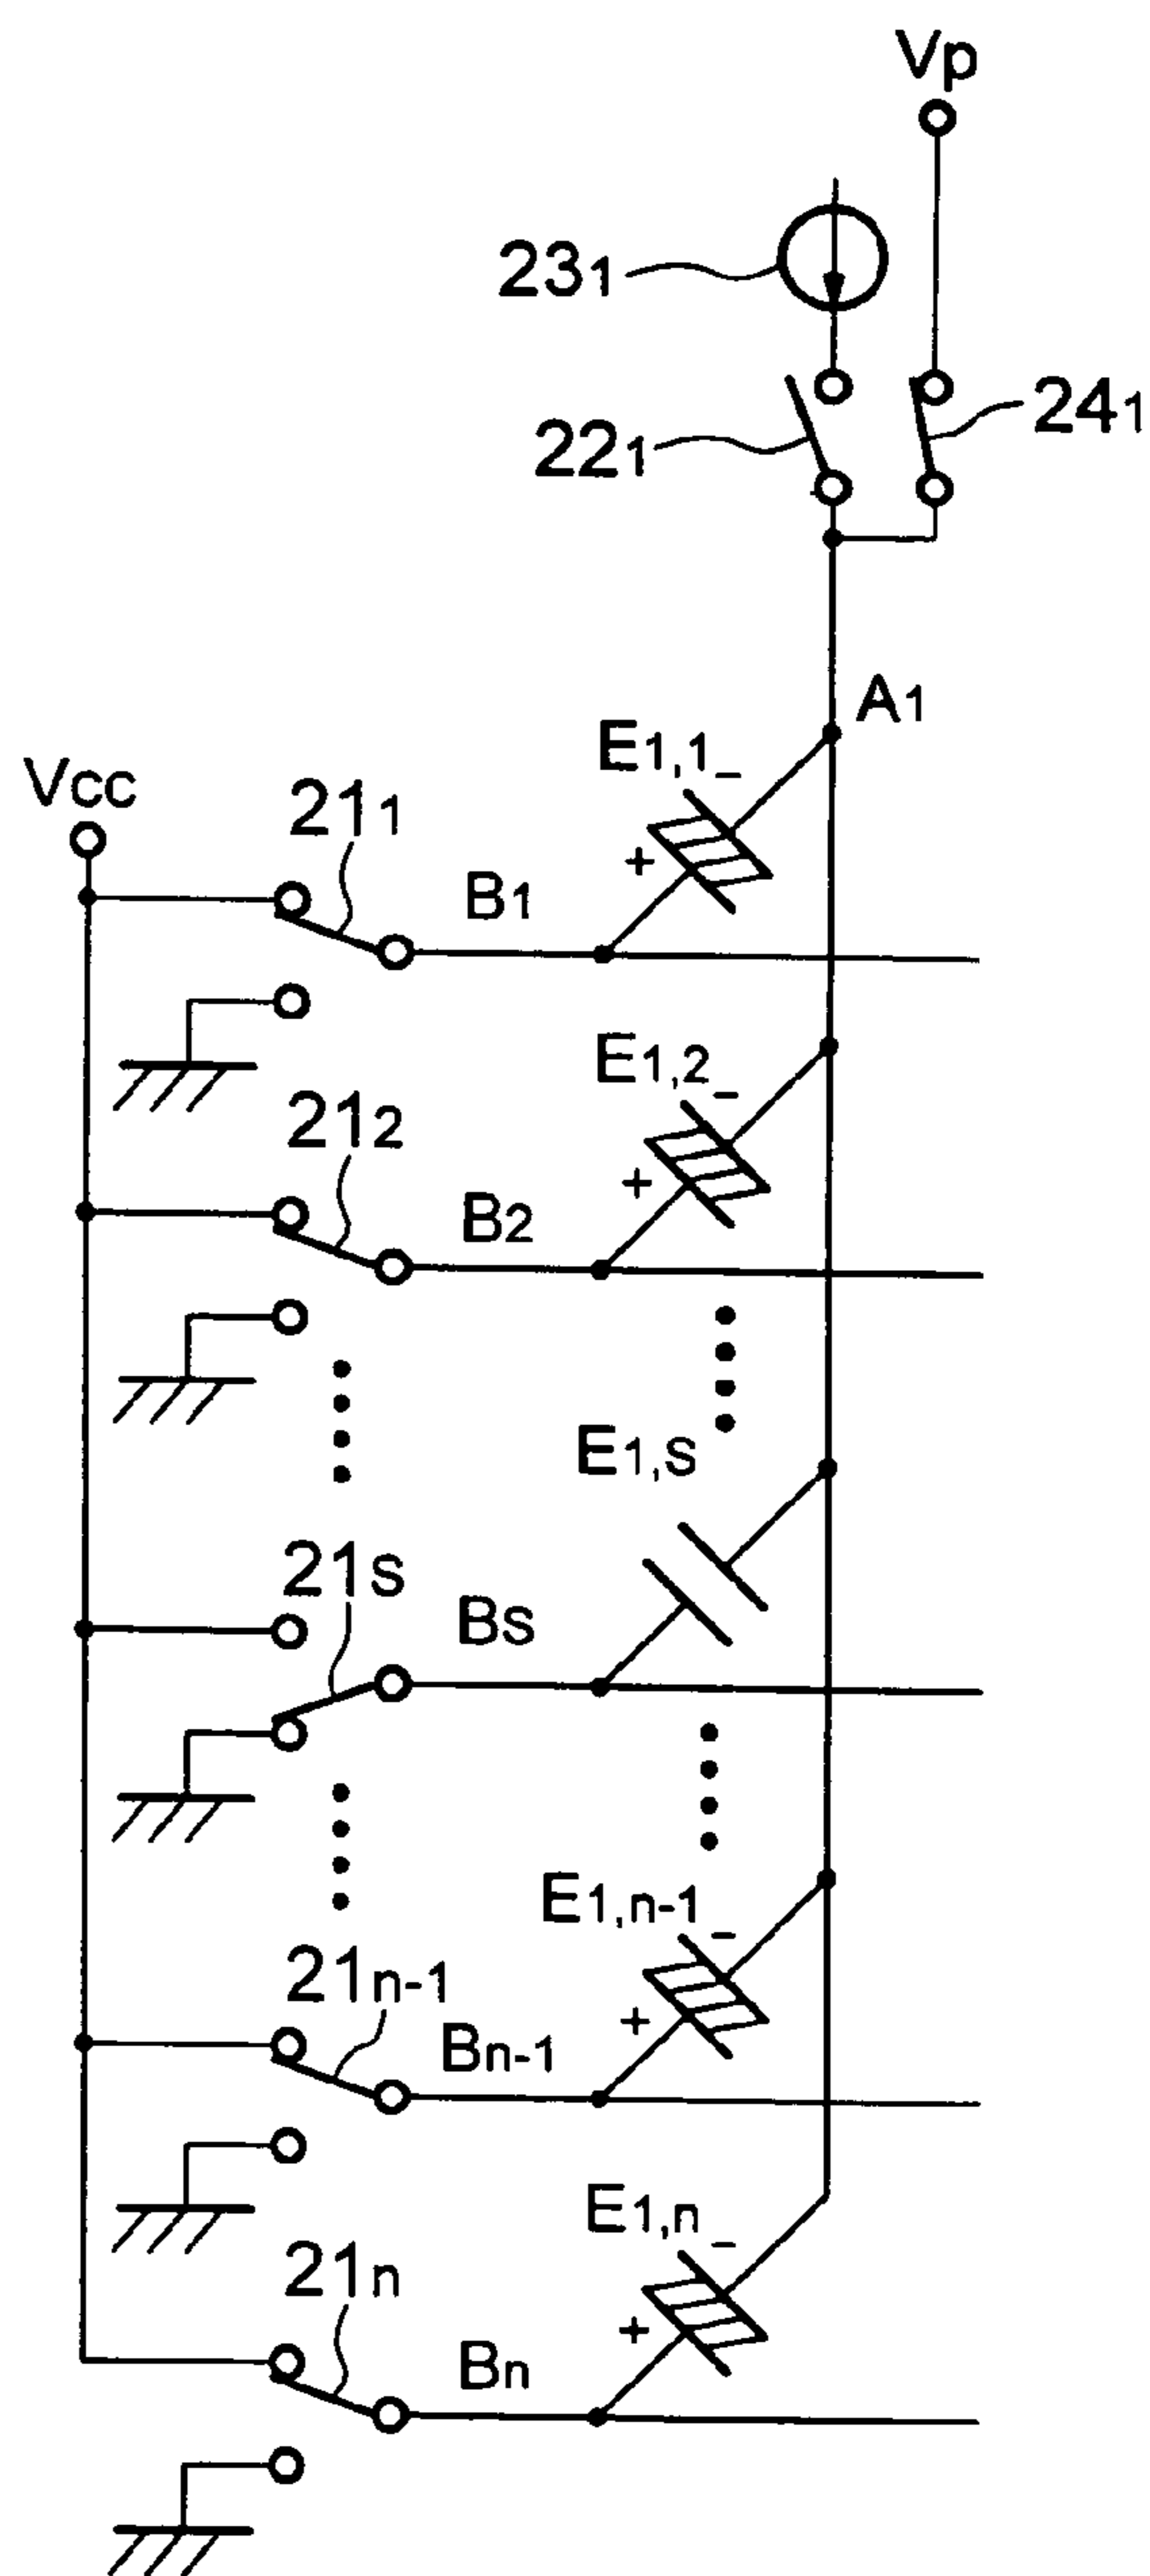 Vp
23₁
22₁
24₁
A₁
E₁,₁ −
Vcc
21₁
+
B₁
E₁,₂ −
21₂
+
B₂
E₁,S
21S
BS
E₁,n-1 −
21n-1
+
Bn-1
E₁,n −
21n
+
Bn